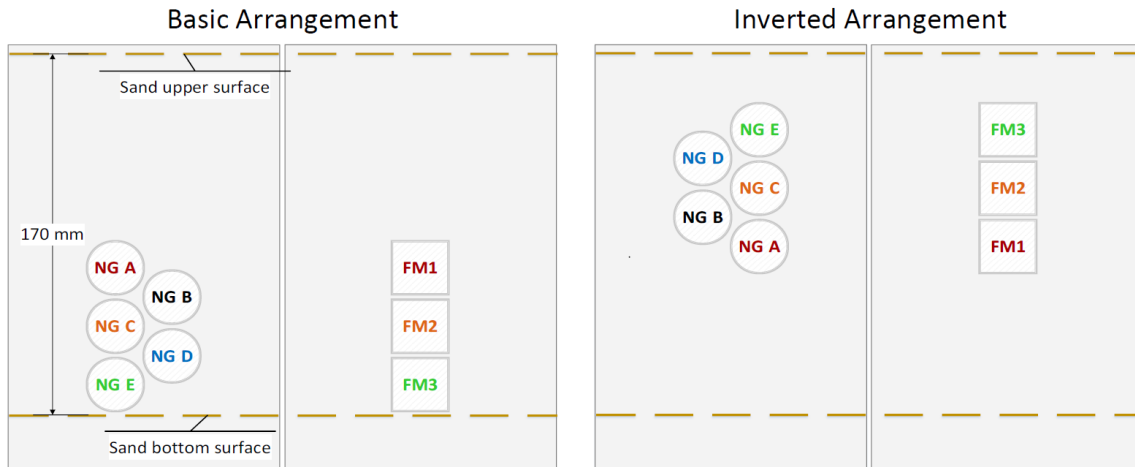 Basic Arrangement
Inverted Arrangement
Sand upper surface
170 mm
NG A
NG B
NG C
NG D
NG E
FM1
FM2
FM3
Sand bottom surface
NG E
NG D
NG C
NG B
NG A
FM3
FM2
FM1